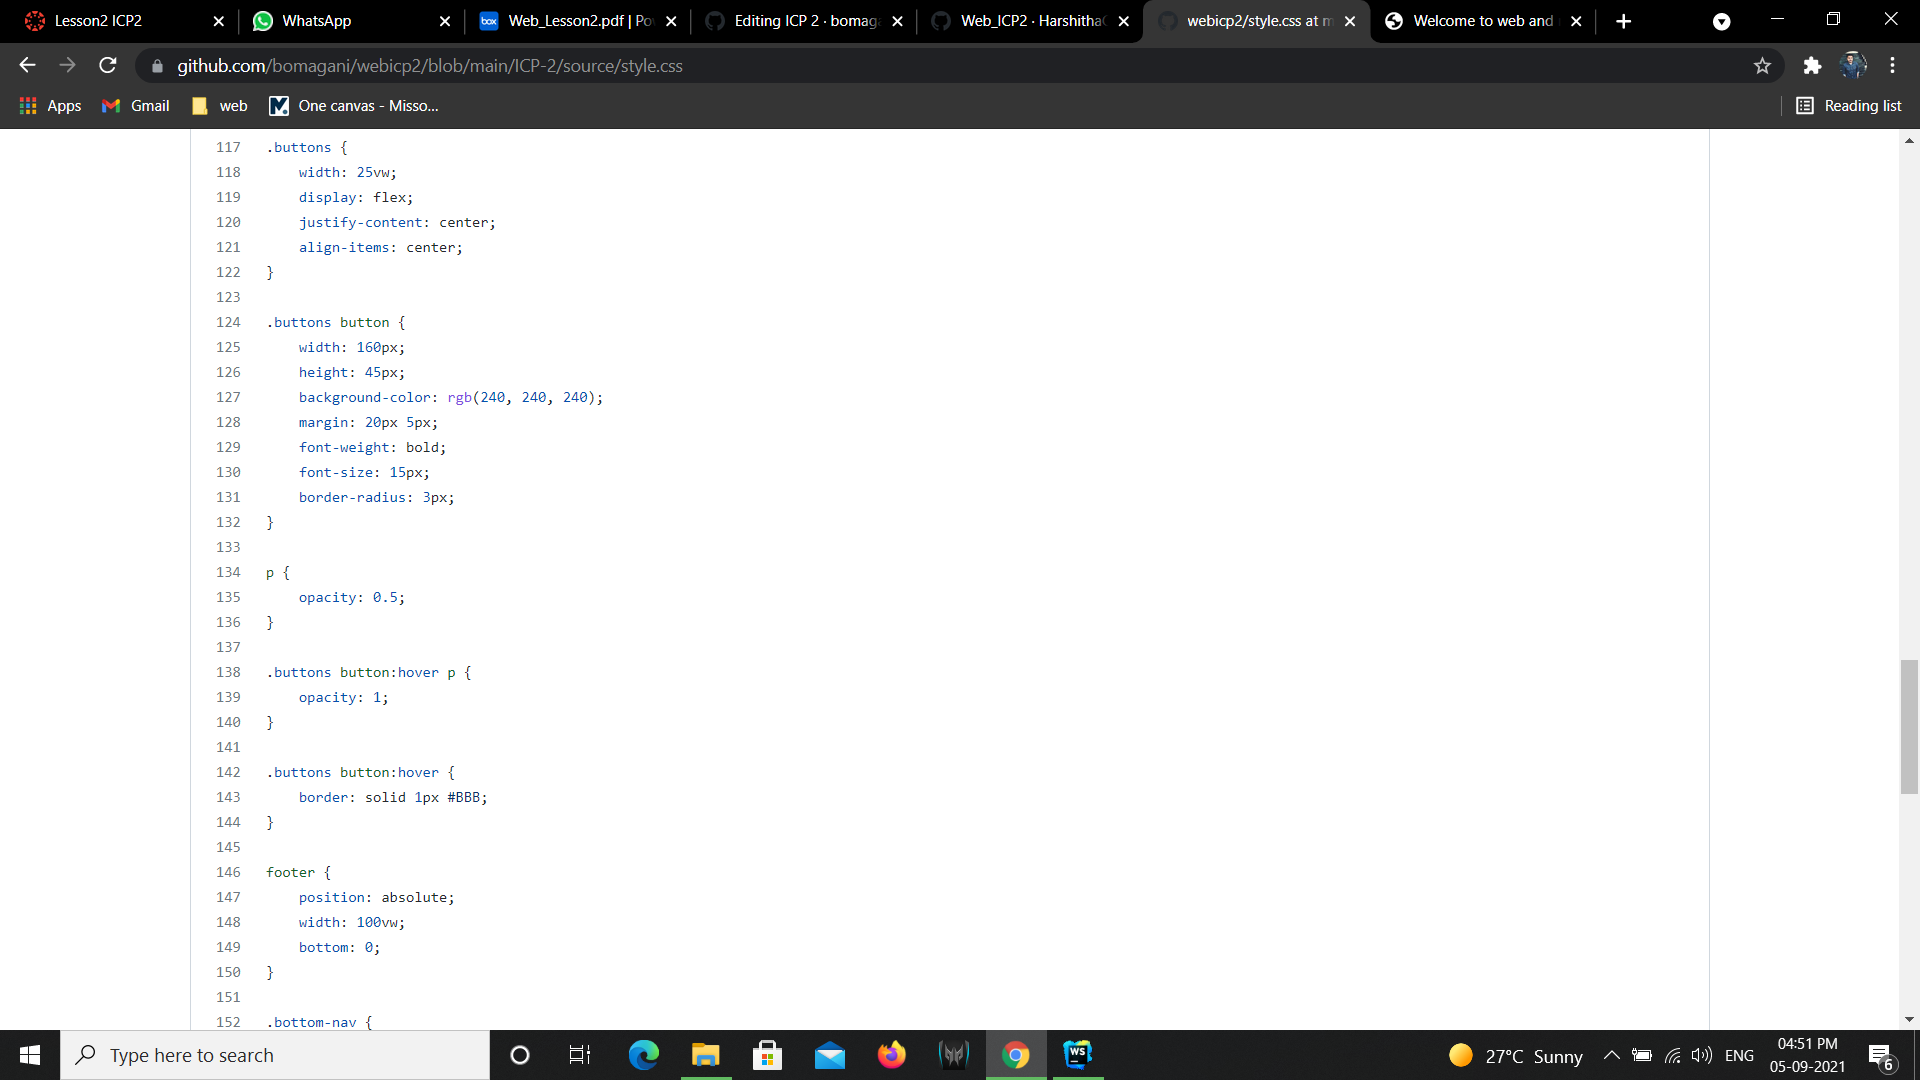 Lesson2 ICP2
WhatsApp
Web_Lesson2.pdf | Po
Editing ICP 2 · bomaga
Web_ICP2 · Harshitha
webicp2/style.css at m
Welcome to web and
github.com/bomagani/webicp2/blob/main/ICP-2/source/style.css
Apps
Gmail
web
One canvas - Misso...
Reading list
117 .buttons {
118 width: 25vw;
119 display: flex;
120 justify-content: center;
121 align-items: center;
122 }
123
124 .buttons button {
125 width: 160px;
126 height: 45px;
127 background-color: rgb(240, 240, 240);
128 margin: 20px 5px;
129 font-weight: bold;
130 font-size: 15px;
131 border-radius: 3px;
132 }
133
134 p {
135 opacity: 0.5;
136 }
137
138 .buttons button:hover p {
139 opacity: 1;
140 }
141
142 .buttons button:hover {
143 border: solid 1px #BBB;
144 }
145
146 footer {
147 position: absolute;
148 width: 100vw;
149 bottom: 0;
150 }
151
152 .bottom-nav {
Type here to search
WS
27°C Sunny
ENG
04:51 PM
05-09-2021
6